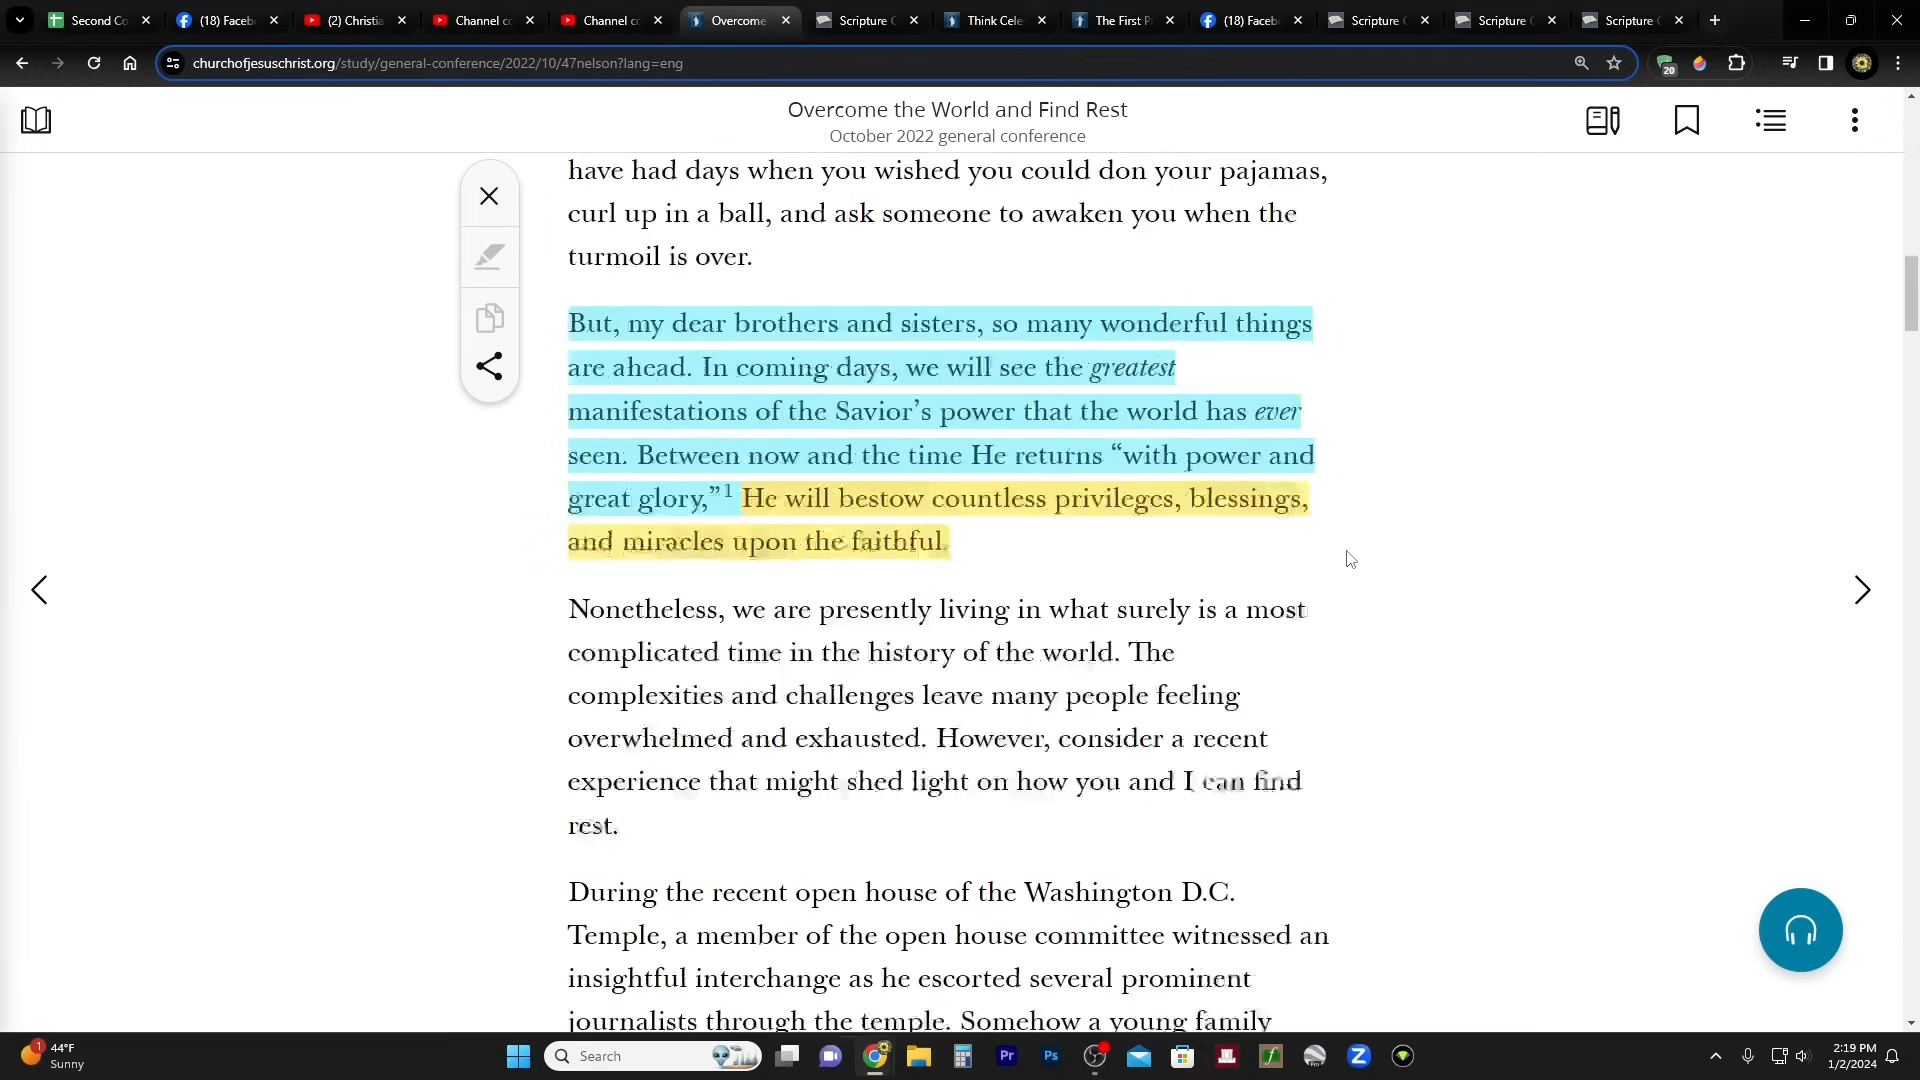 Second Co
(18) Faceb
(2) Christia
Channel co
Channel co
Overcome
Scripture C
Think Cele
The First P
(18) Faceb
Scripture C
Scripture C
Scripture C
churchofjesuschrist.org/study/general-conference/2022/10/47nelson?lang=eng
20
Overcome the World and Find Rest
October 2022 general conference
have had days when you wished you could don your pajamas,
curl up in a ball, and ask someone to awaken you when the
turmoil is over.
But, my dear brothers and sisters, so many wonderful things
are ahead. In coming days, we will see the greatest
manifestations of the Savior’s power that the world has ever
seen. Between now and the time He returns “with power and
great glory,”1 He will bestow countless privileges, blessings,
and miracles upon the faithful.
Nonetheless, we are presently living in what surely is a most
complicated time in the history of the world. The
complexities and challenges leave many people feeling
overwhelmed and exhausted. However, consider a recent
experience that might shed light on how you and I can find
rest.
During the recent open house of the Washington D.C.
Temple, a member of the open house committee witnessed an
insightful interchange as he escorted several prominent
journalists through the temple. Somehow a young family
1
44°F
Sunny
Search
Pr
Ps
2:19 PM
1/2/2024